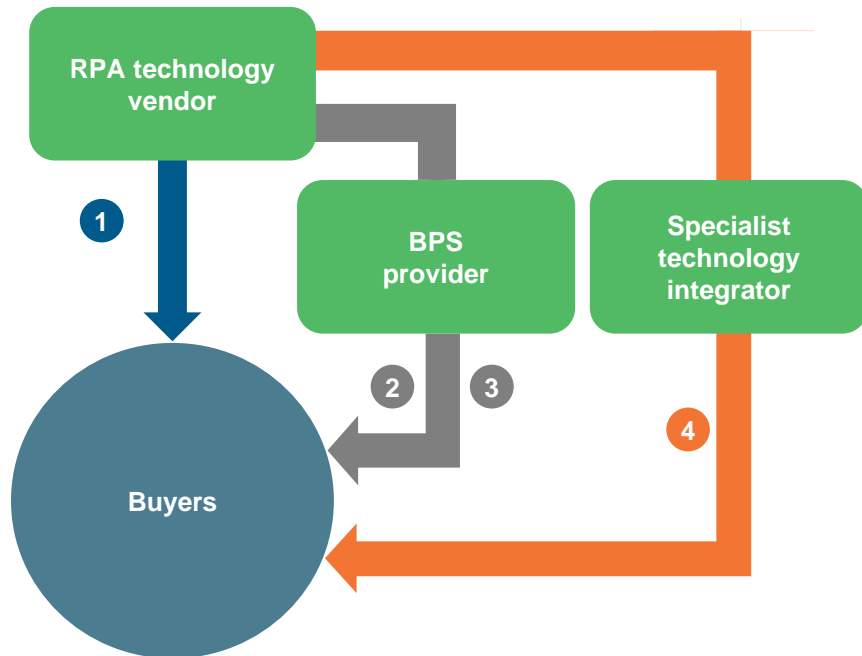 RPA technology
vendor
1
BPS
provider
Specialist
technology
integrator
2
3
4
Buyers